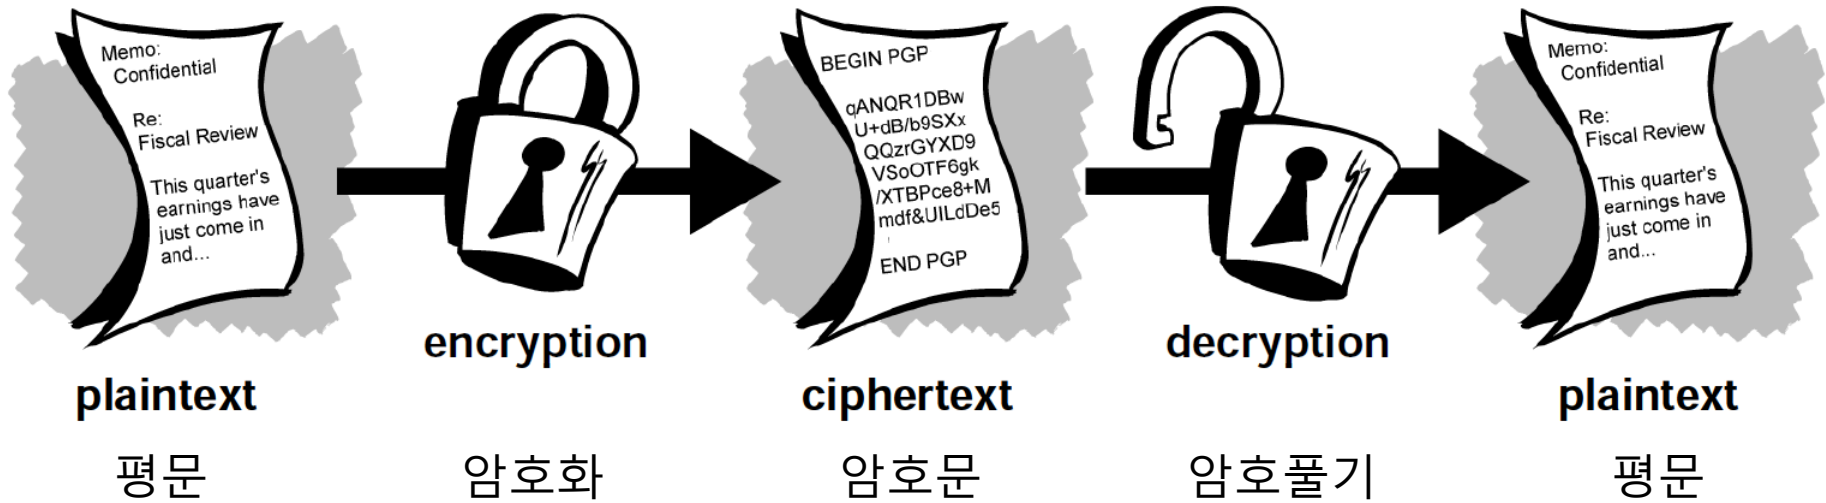 Memo:
Confidential
Re:
Fiscal Review
This quarter's
earnings have
just come in
and...
BEGIN PGP
qANQR1DBw
U+dB/b9SXx
QQzrGYXD9
VSoOTF6gk
/XTBPce8+M
mdf&UILdDe5
END PGP
Memo:
Confidential
Re:
Fiscal Review
This quarter's
earnings have
just come in
and...
encryption
decryption
plaintext
ciphertext
plaintext
평문
암호화
암호문
암호풀기
평문